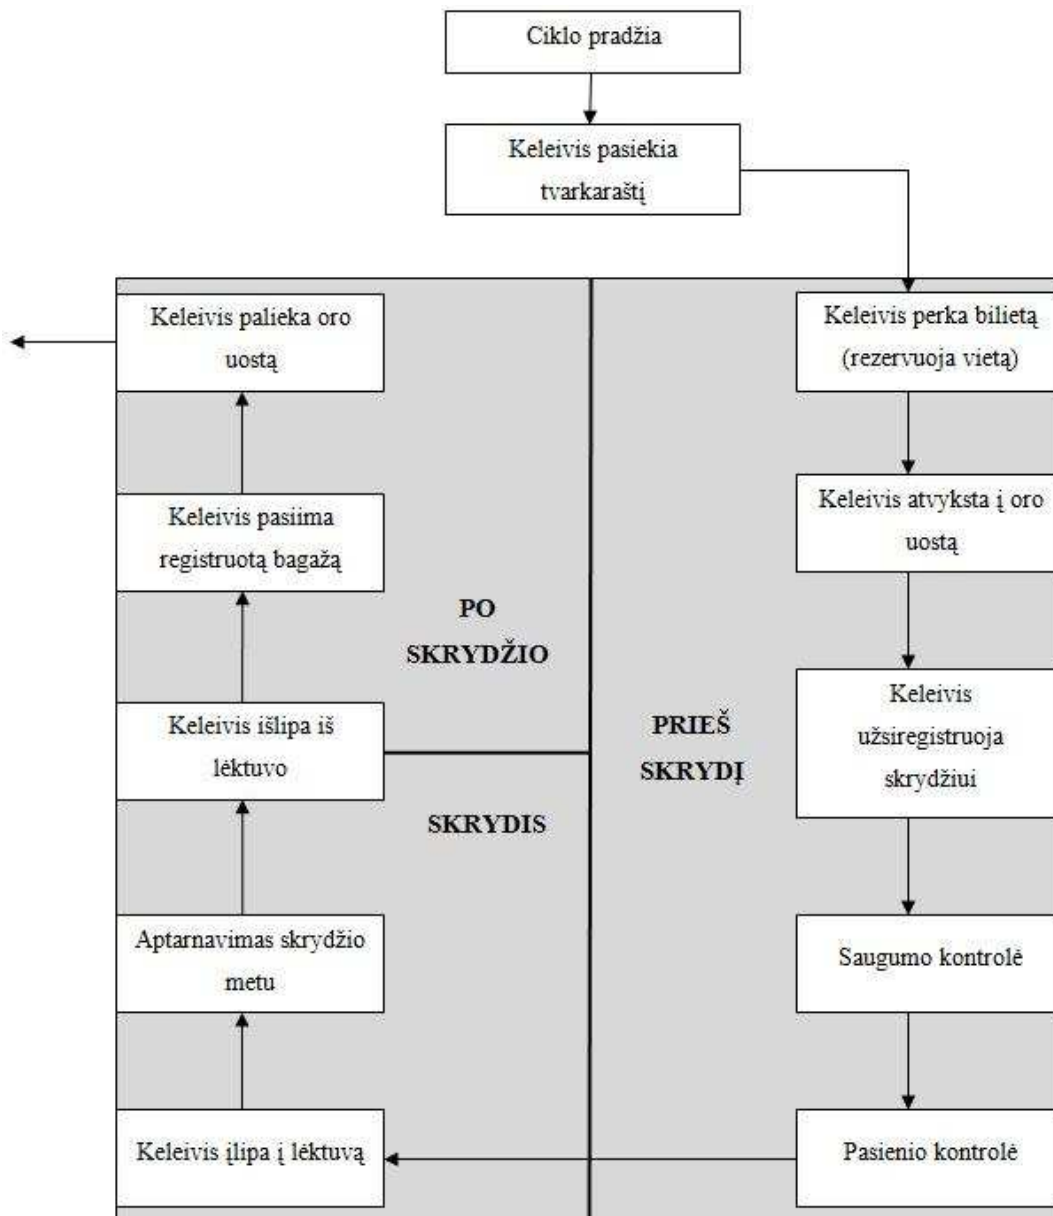 Ciklo pradžia
Keleivis pasiekia
tvarkaraštį
Keleivis perka bilietą
(rezervuoja vietą)
Keleivis atvyksta į oro
uostą
Keleivis
užsiregistruoja
skrydžiui
Saugumo kontrolė
Pasienio kontrolė
PRIEŠ
SKRYDĮ
Keleivis įlipa į lėktuvą
Aptarnavimas skrydžio
metu
SKRYDIS
Keleivis išlipa iš
lėktuvo
Keleivis pasiima
registruotą bagažą
Keleivis palieka oro
uostą
PO
SKRYDŽIO